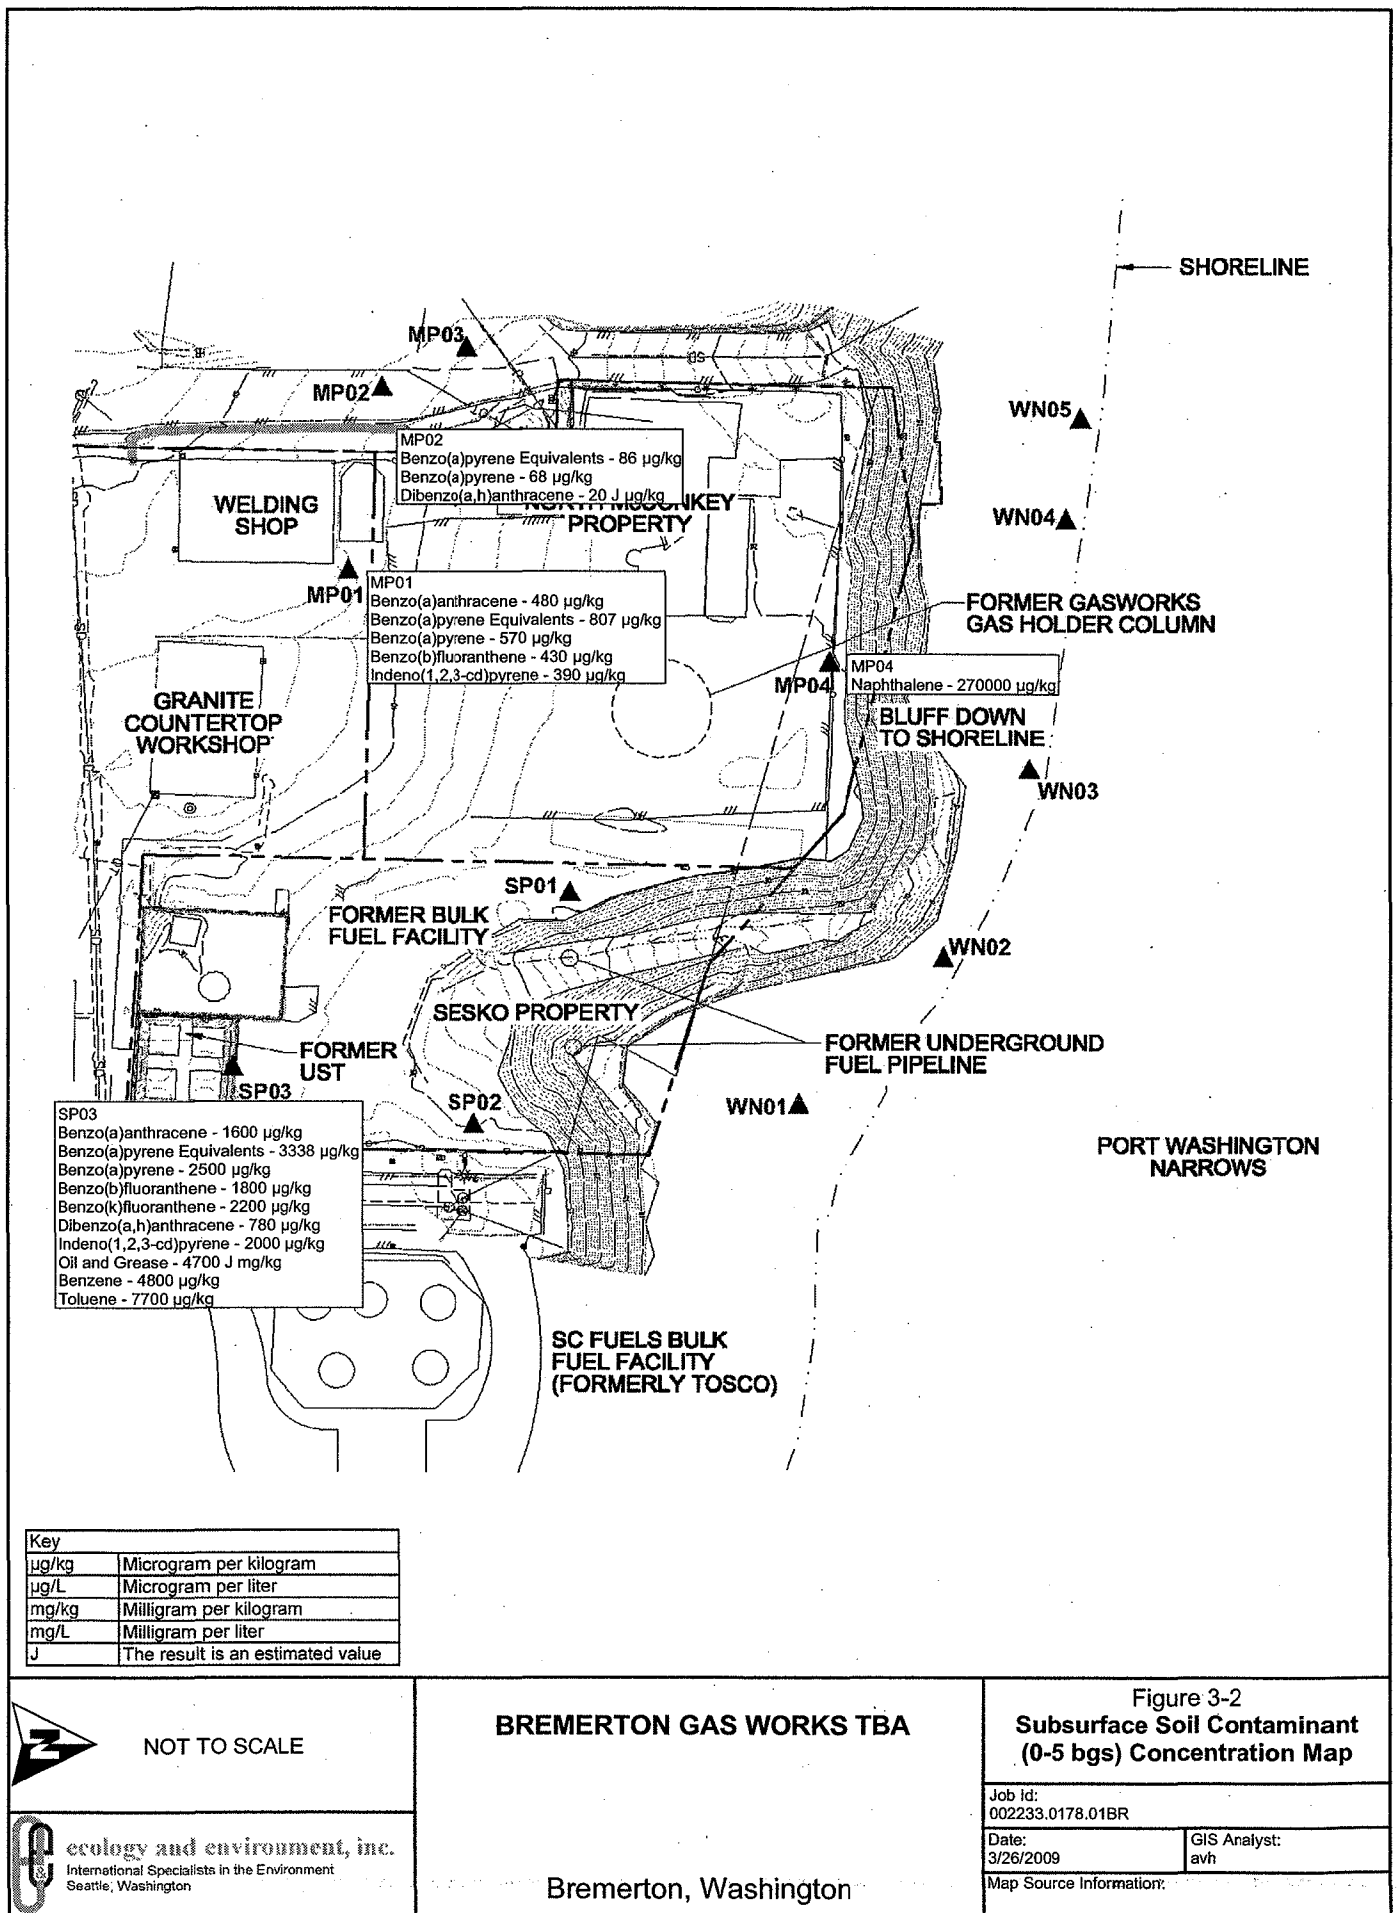 SHORELINE
MP03
MP02
WN05
MP02
Benzo(a)pyrene Equivalents - 86 µg/kg
Benzo(a)pyrene - 68 µg/kg
Dibenzo(a,h)anthracene - 20 J µg/kg
WELDING
SHOP
PROPERTY
WN04
MP01
MP01
Benzo(a)anthracene - 480 µg/kg
Benzo(a)pyrene Equivalents - 807 µg/kg
Benzo(a)pyrene - 570 µg/kg
Benzo(b)fluoranthene - 430 µg/kg
Indeno(1,2,3-cd)pyrene - 390 µg/kg
FORMER GASWORKS
GAS HOLDER COLUMN
MP04
MP04
Naphthalene - 270000 µg/kg
GRANITE
COUNTERTOP
WORKSHOP
BLUFF DOWN
TO SHORELINE
WN03
SP01
FORMER BULK
FUEL FACILITY
WN02
SESKO PROPERTY
FORMER
UST
FORMER UNDERGROUND
FUEL PIPELINE
SP03
SP02
WN01
SP03
Benzo(a)anthracene - 1600 µg/kg
Benzo(a)pyrene Equivalents - 3338 µg/kg
Benzo(a)pyrene - 2500 µg/kg
Benzo(b)fluoranthene - 1800 µg/kg
Benzo(k)fluoranthene - 2200 µg/kg
Dibenzo(a,h)anthracene - 780 µg/kg
Indeno(1,2,3-cd)pyrene - 2000 µg/kg
Oil and Grease - 4700 J mg/kg
Benzene - 4800 µg/kg
Toluene - 7700 µg/kg
PORT WASHINGTON
NARROWS
SC FUELS BULK
FUEL FACILITY
(FORMERLY TOSCO)
Key
µg/kg Microgram per kilogram
µg/L Microgram per liter
mg/kg Milligram per kilogram
mg/L Milligram per liter
J The result is an estimated value
N
NOT TO SCALE
ecology and environment, inc.
International Specialists in the Environment
Seattle, Washington
BREMERTON GAS WORKS TBA
Bremerton, Washington
Figure 3-2
Subsurface Soil Contaminant
(0-5 bgs) Concentration Map
Job Id:
002233.0178.01BR
Date:
3/26/2009
GIS Analyst:
avh
Map Source Information: